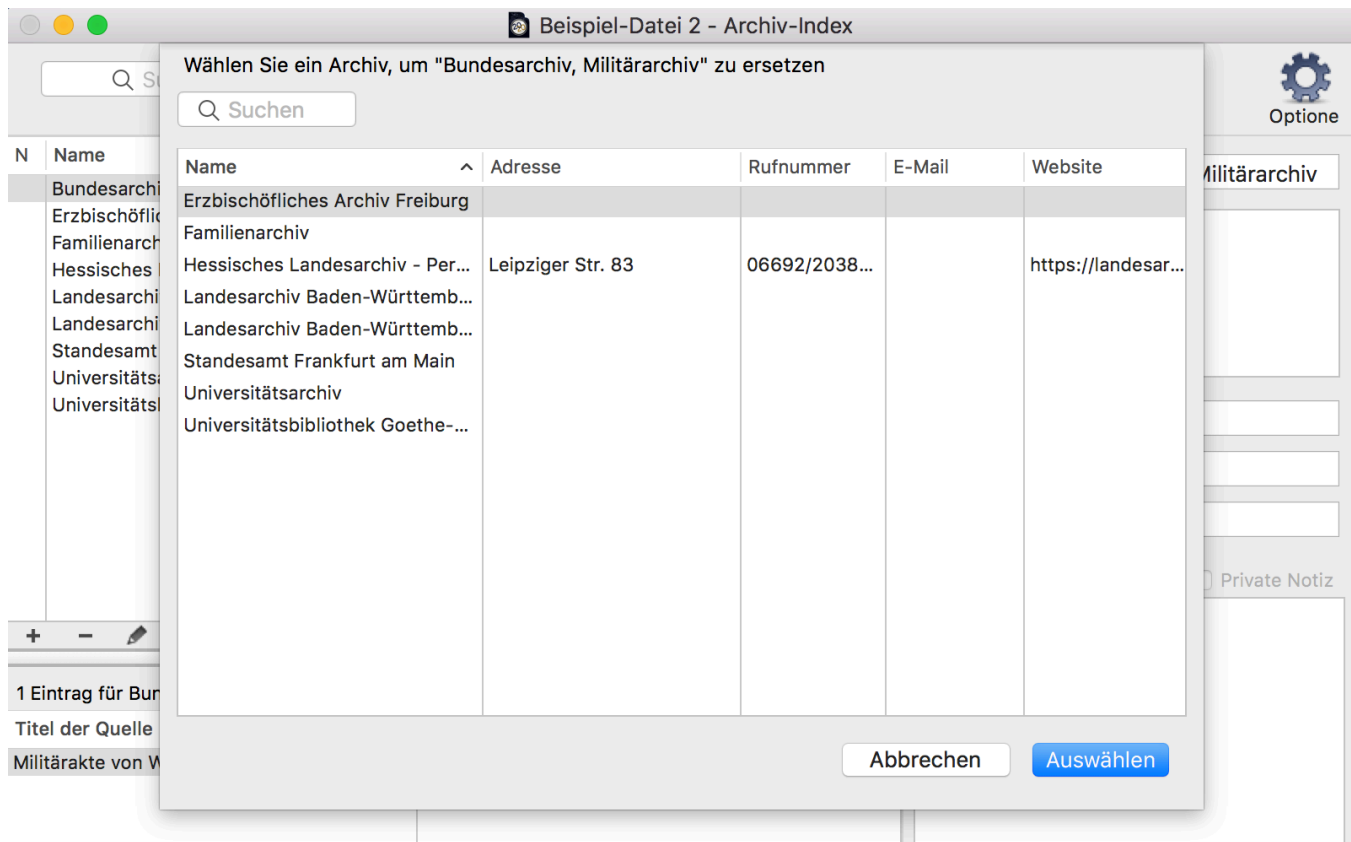 Beispiel-Datei 2 - Archiv-Index
Wählen Sie ein Archiv, um "Bundesarchiv, Militärarchiv" zu ersetzen
Suchen
Name Adresse Rufnummer E-Mail Website
Erzbischöfliches Archiv Freiburg
Familienarchiv
Hessisches Landesarchiv - Per... Leipziger Str. 83 06692/2038... https://landesar...
Landesarchiv Baden-Württemb...
Landesarchiv Baden-Württemb...
Standesamt Frankfurt am Main
Universitätsarchiv
Universitätsbibliothek Goethe-...
Abbrechen Auswählen
Su
N Name
Bundesarchi
Erzbischöflic
Familienarch
Hessisches
Landesarchi
Landesarchi
Standesamt
Universitätsa
Universitätsl
1 Eintrag für Bun
Titel der Quelle
Militärakte von W
Optione
Militärarchiv
Private Notiz